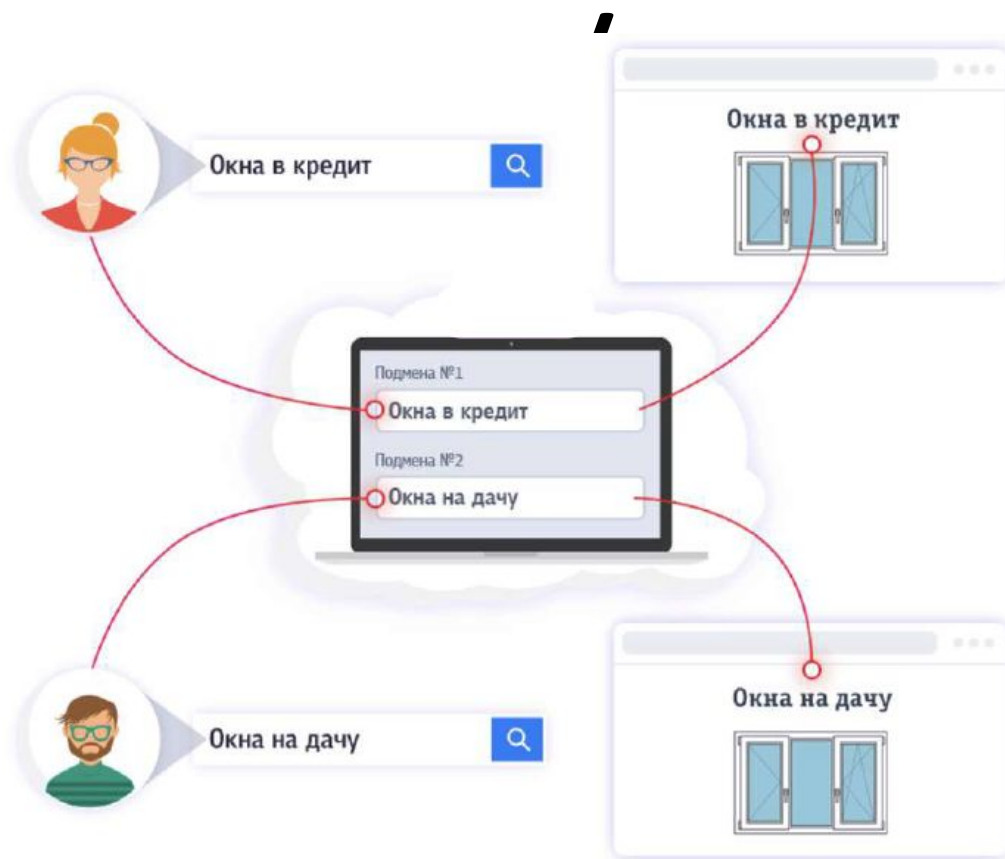 Окна в кредит
Окна в кредит
Подмена №1
Окна в кредит
Подмена №2
Окна на дачу
Окна на дачу
Окна на дачу